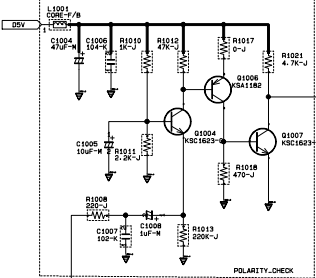 L1001
CORE-F/B
D5V
1
C1004
47uF-M
C1006
104-K
R1010
1K-J
R1012
47K-J
R1017
0-J
R1021
4.7K-J
Q1006
KSA1182
Q1004
KSC1623-
Q1007
KSC1623-
C1005
10uF-M
2
R1011
2.2K-J
R1018
470-J
R1008
220-J
C1007
102-K
C1008
1uF-M
R1013
220K-J
POLARITY_CHECK